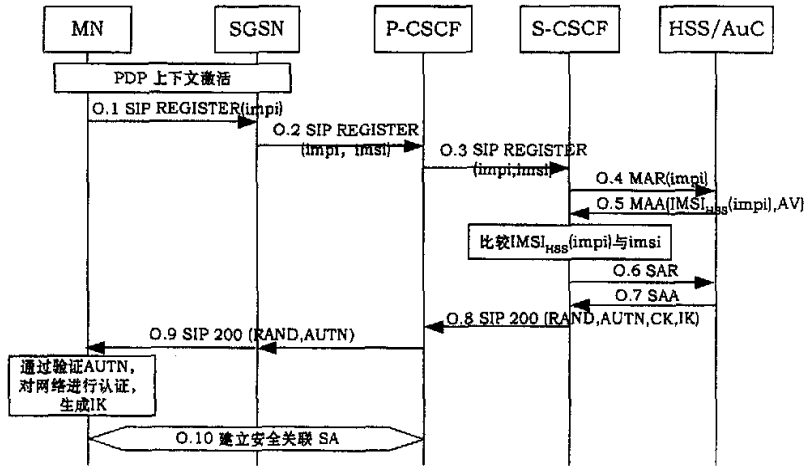 MN
SGSN
P-CSCF
S-CSCF
HSS/AuC
PDP 上下文激活
O.1 SIP REGISTER(impi)
O.2 SIP REGISTER
(impi, imsi)
O.3 SIP REGISTER
(impi,imsi)
O.4 MAR(impi)
O.5 MAA(IMSI_HSS(impi),AV)
比较IMSI_HSS(impi)与imsi
O.6 SAR
O.7 SAA
O.8 SIP 200 (RAND,AUTN,CK,IK)
O.9 SIP 200 (RAND,AUTN)
通过验证AUTN,
对网络进行认证,
生成IK
O.10 建立安全关联 SA